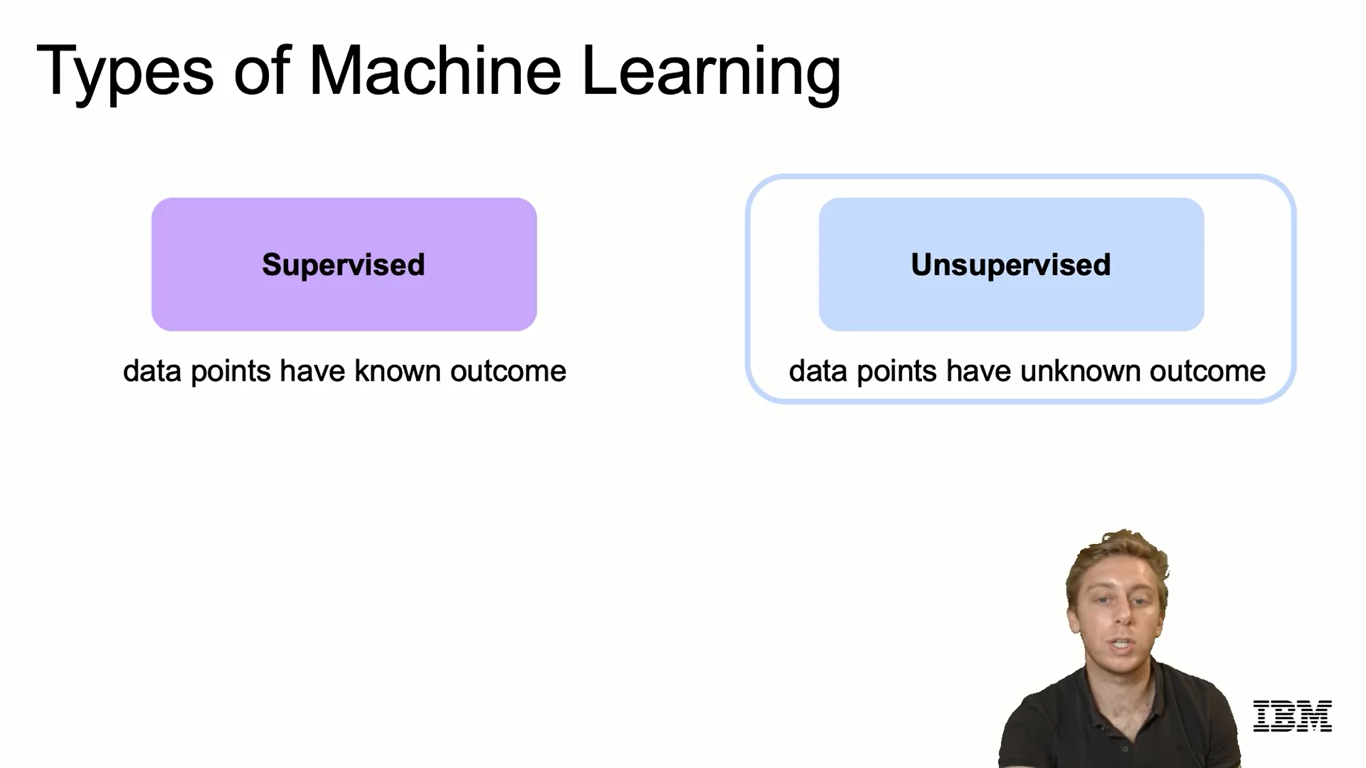 Types of Machine Learning
Supervised
data points have known outcome
Unsupervised
data points have unknown outcome
IBM